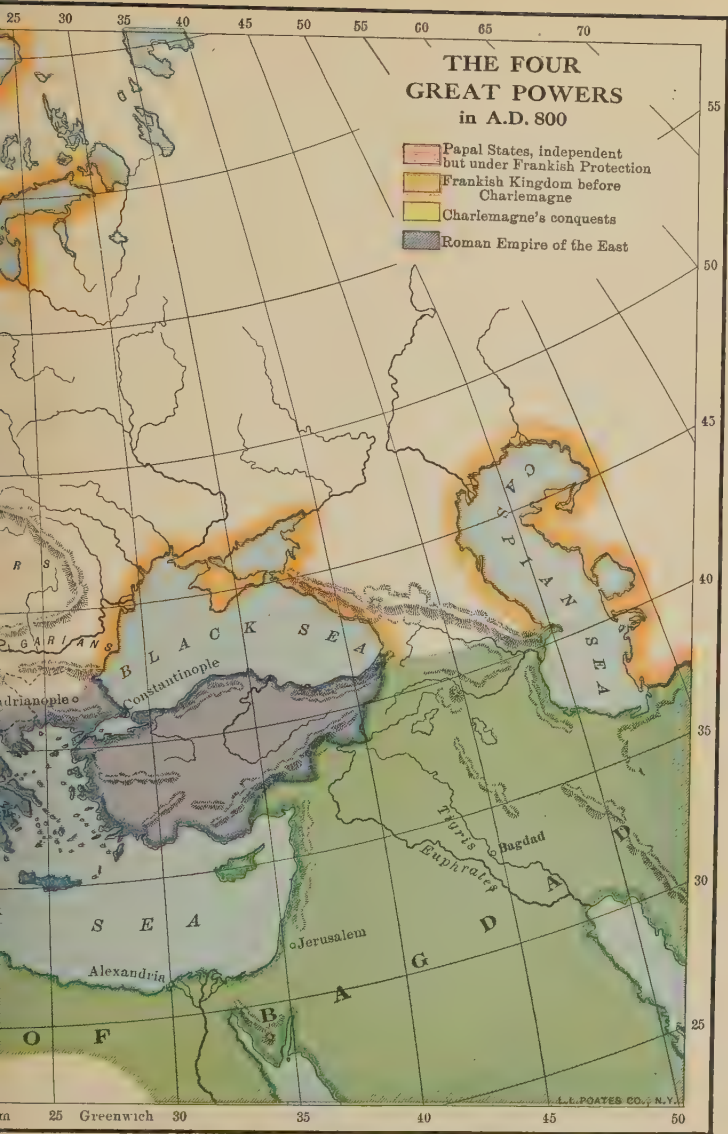 25 30 35 40 45 50 55 60 65 70
THE FOUR
GREAT POWERS
in A.D. 800
Papal States, independent
but under Frankish Protection
Frankish Kingdom before
Charlemagne
Charlemagne's conquests
Roman Empire of the East
55
50
45
40
35
30
25
CASPIAN SEA
R S
GARIANS
BLACK SEA
Constantinople
drianople
Tigris
Bagdad
Euphrates
SEA
Jerusalem
Alexandria
BAGDAD
OF
L.L.POATES CO., N.Y.
m 25 Greenwich 30 35 40 45 50